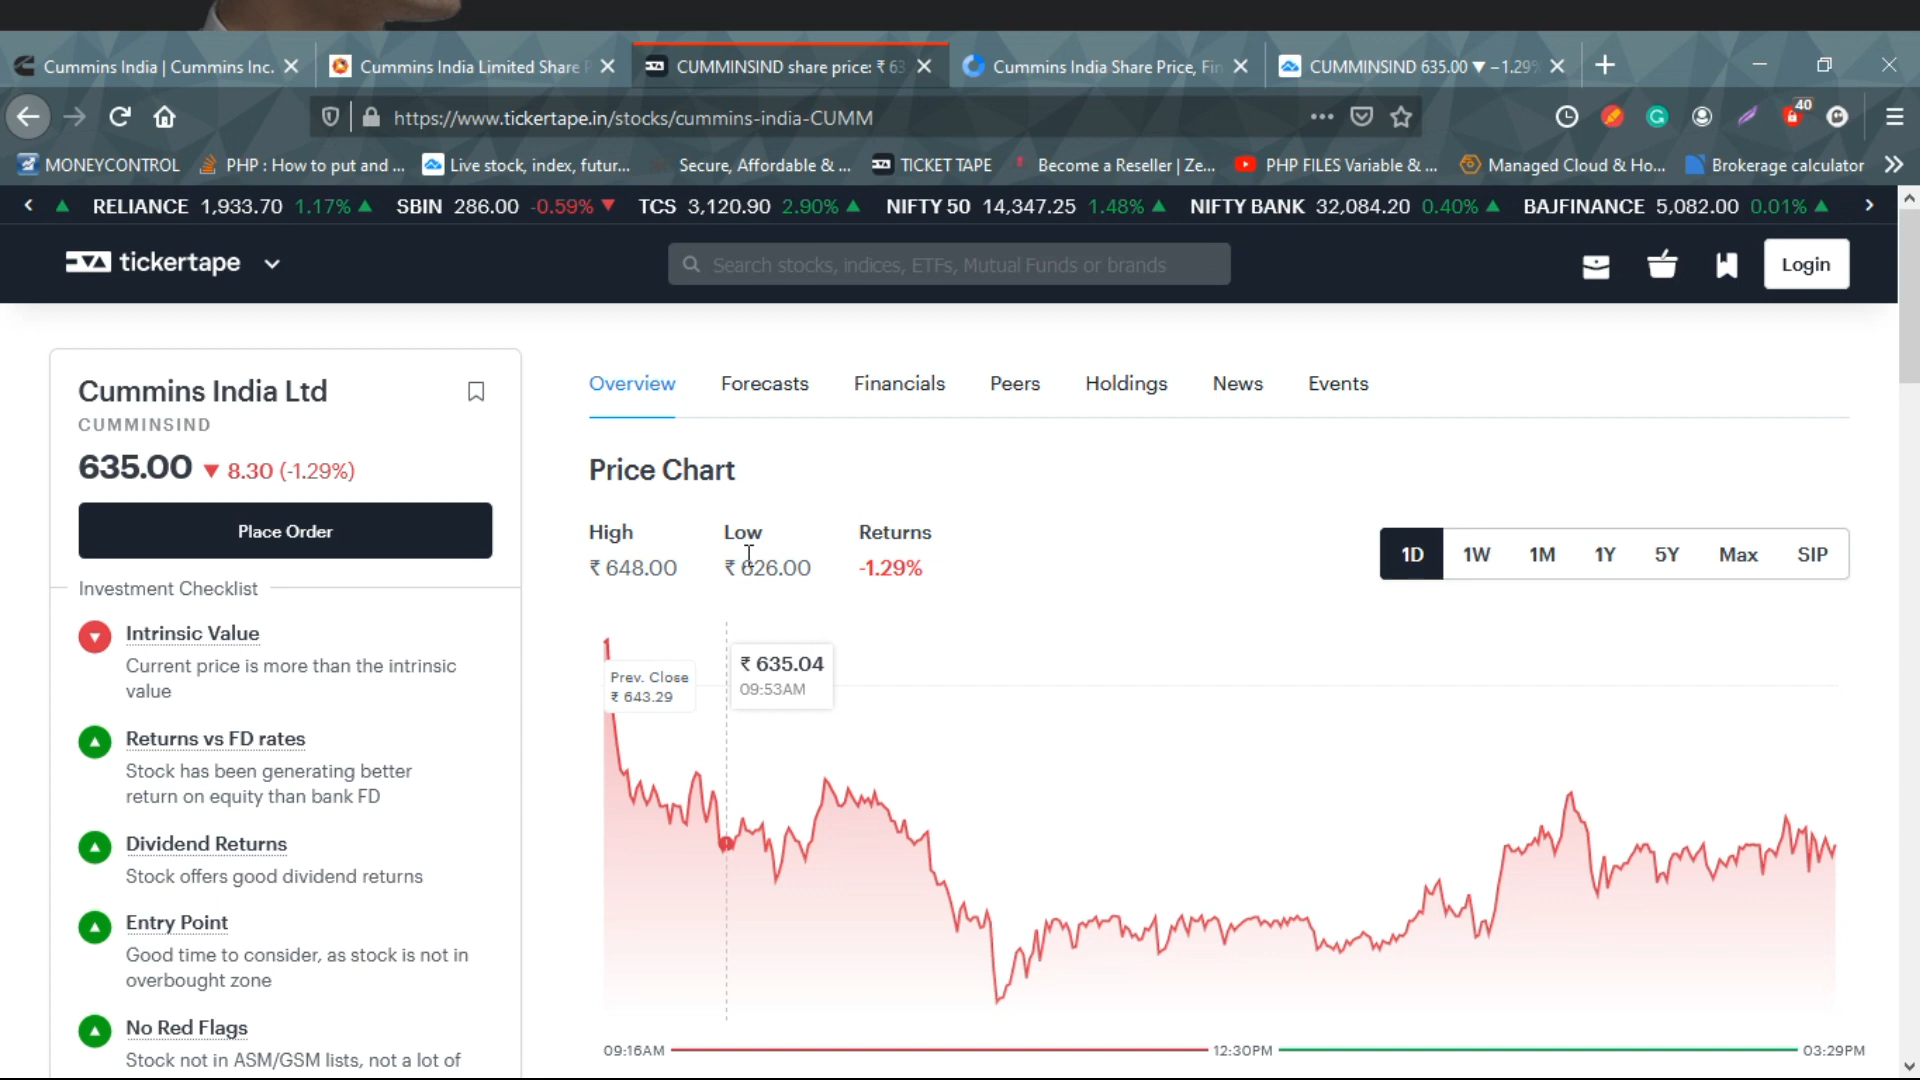 Cummins India | Cummins Inc.
Cummins India Limited Share
CUMMINSIND share price: ₹ 63
Cummins India Share Price, Fin
CUMMINSIND 635.00 ▼ −1.29%
https://www.tickertape.in/stocks/cummins-india-CUMM
40
MONEYCONTROL
PHP : How to put and ...
Live stock, index, futur...
Secure, Affordable & ...
TICKET TAPE
Become a Reseller | Ze...
PHP FILES Variable & ...
Managed Cloud & Ho...
Brokerage calculator
RELIANCE 1,933.70 1.17% ▲ SBIN 286.00 -0.59% ▼ TCS 3,120.90 2.90% ▲ NIFTY 50 14,347.25 1.48% ▲ NIFTY BANK 32,084.20 0.40% ▲ BAJFINANCE 5,082.00 0.01% ▲
tickertape
Search stocks, indices, ETFs, Mutual Funds or brands
Login
Cummins India Ltd
CUMMINSIND
635.00 ▼ 8.30 (-1.29%)
Place Order
Investment Checklist
Intrinsic Value
Current price is more than the intrinsic
value
Returns vs FD rates
Stock has been generating better
return on equity than bank FD
Dividend Returns
Stock offers good dividend returns
Entry Point
Good time to consider, as stock is not in
overbought zone
No Red Flags
Stock not in ASM/GSM lists, not a lot of
Overview Forecasts Financials Peers Holdings News Events
Price Chart
High Low Returns
₹ 648.00 ₹ 626.00 -1.29%
1D 1W 1M 1Y 5Y Max SIP
Prev. Close
₹ 643.29
₹ 635.04
09:53AM
09:16AM 12:30PM 03:29PM